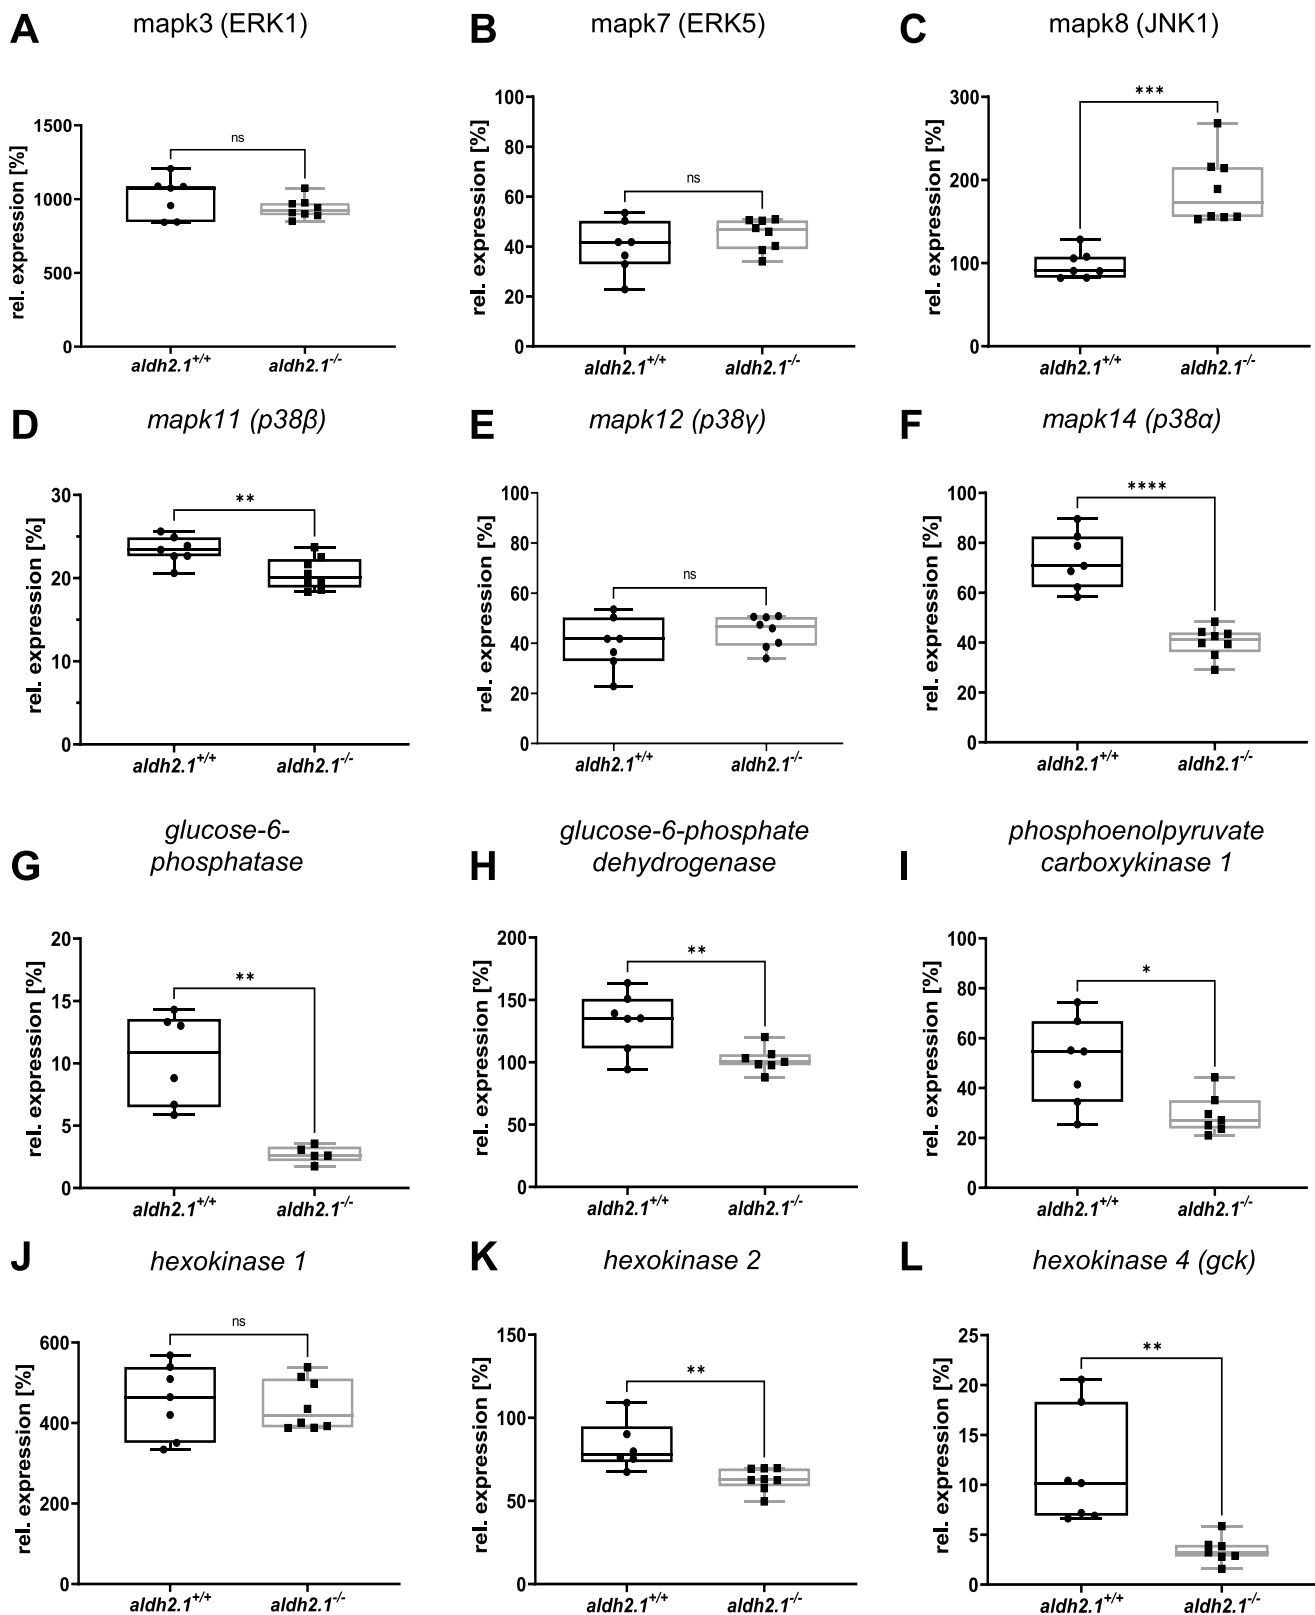 A mapk3 (ERK1)
B mapk7 (ERK5)
C mapk8 (JNK1)
rel. expression [%]
1500
1000
500
0
ns
aldh2.1+/+ aldh2.1-/-
rel. expression [%]
100
80
60
40
20
0
ns
aldh2.1+/+ aldh2.1-/-
rel. expression [%]
300
200
100
0
***
aldh2.1+/+ aldh2.1-/-
D mapk11 (p38β)
E mapk12 (p38γ)
F mapk14 (p38α)
rel. expression [%]
30
20
10
0
**
aldh2.1+/+ aldh2.1-/-
rel. expression [%]
100
80
60
40
20
0
ns
aldh2.1+/+ aldh2.1-/-
rel. expression [%]
100
80
60
40
20
0
****
aldh2.1+/+ aldh2.1-/-
G glucose-6-
phosphatase
H glucose-6-phosphate
dehydrogenase
I phosphoenolpyruvate
carboxykinase 1
rel. expression [%]
20
15
10
5
0
**
aldh2.1+/+ aldh2.1-/-
rel. expression [%]
200
150
100
50
0
**
aldh2.1+/+ aldh2.1-/-
rel. expression [%]
100
80
60
40
20
0
*
aldh2.1+/+ aldh2.1-/-
J hexokinase 1
K hexokinase 2
L hexokinase 4 (gck)
rel. expression [%]
600
400
200
0
ns
aldh2.1+/+ aldh2.1-/-
rel. expression [%]
150
100
50
0
**
aldh2.1+/+ aldh2.1-/-
rel. expression [%]
25
20
15
10
5
0
**
aldh2.1+/+ aldh2.1-/-